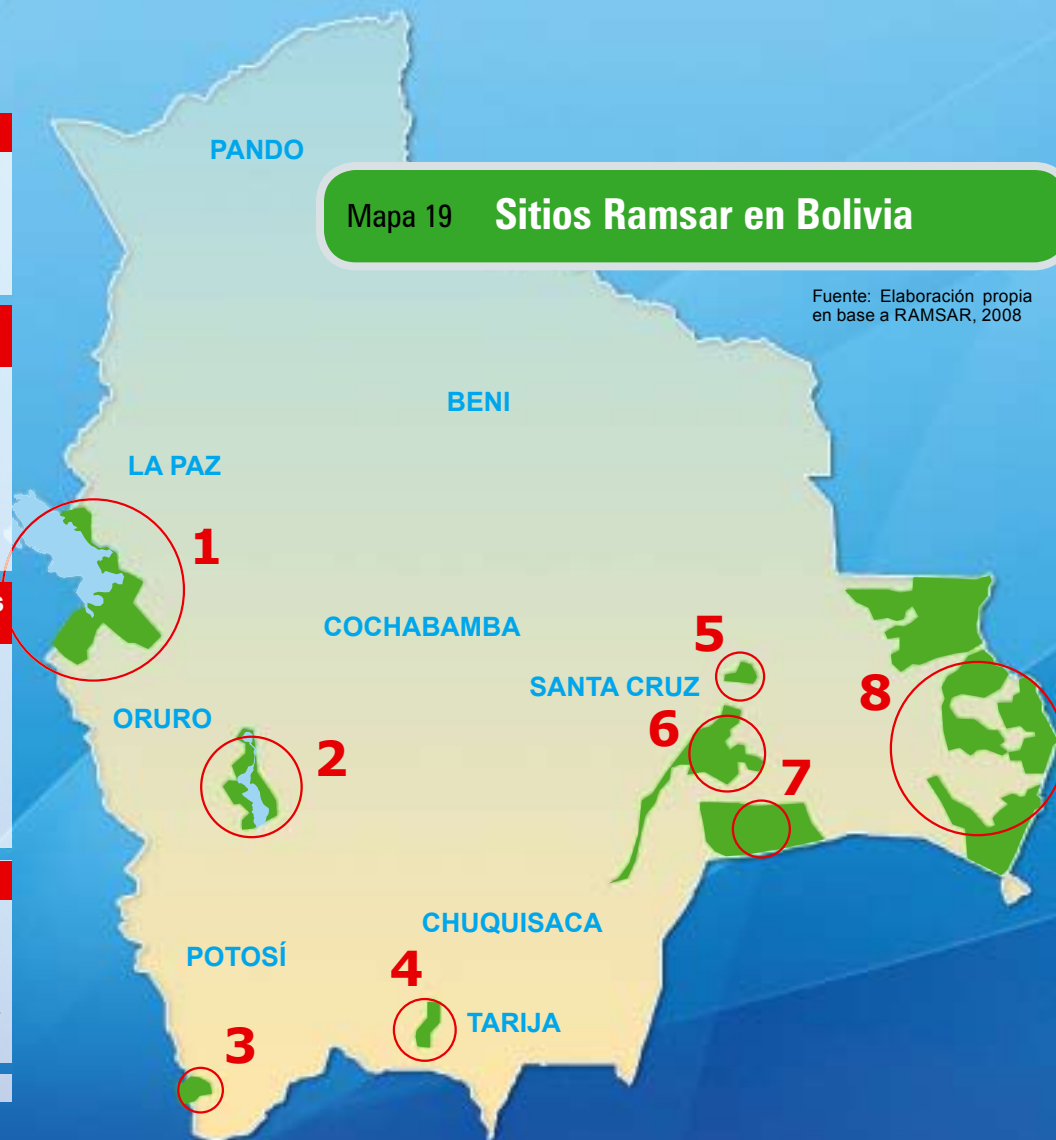 PANDO
Mapa 19 Sitios Ramsar en Bolivia
Fuente: Elaboración propia
en base a RAMSAR, 2008
BENI
LA PAZ
1
s
COCHABAMBA
5
SANTA CRUZ
8
ORURO
6
2
7
CHUQUISACA
POTOSÍ
4
TARIJA
3